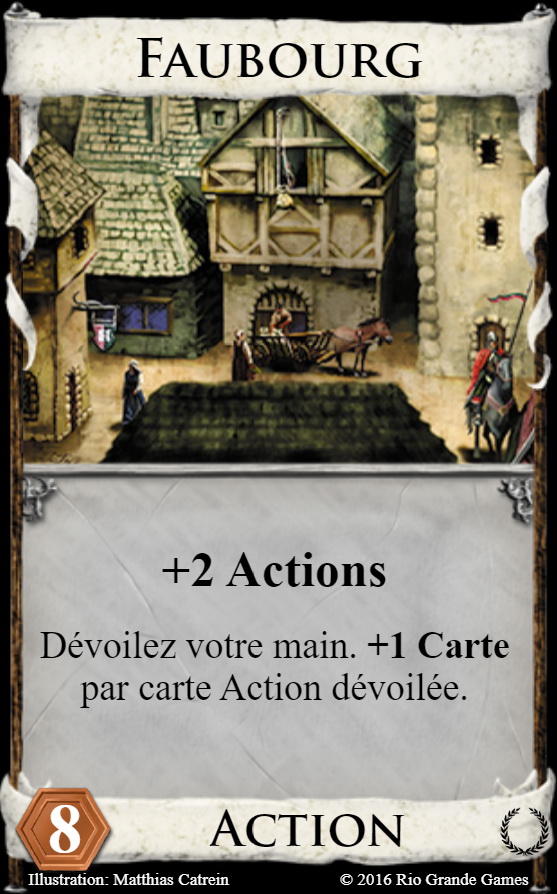 FAUBOURG
+2 Actions
Dévoilez votre main. +1 Carte
par carte Action dévoilée.
8
ACTION
Illustration: Matthias Catrein
© 2016 Rio Grande Games